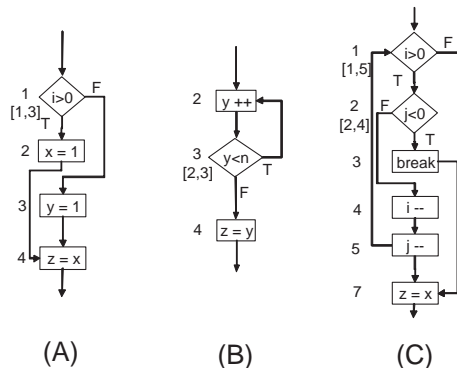 1
i>0
F
[1,3]
T
2
x = 1
3
y = 1
4
z = x
(A)
2
y ++
3
y<n
[2,3]
T
F
4
z = y
(B)
1
i>0
F
[1,5]
T
2
F
j<0
[2,4]
T
3
break
4
i --
5
j --
7
z = x
(C)